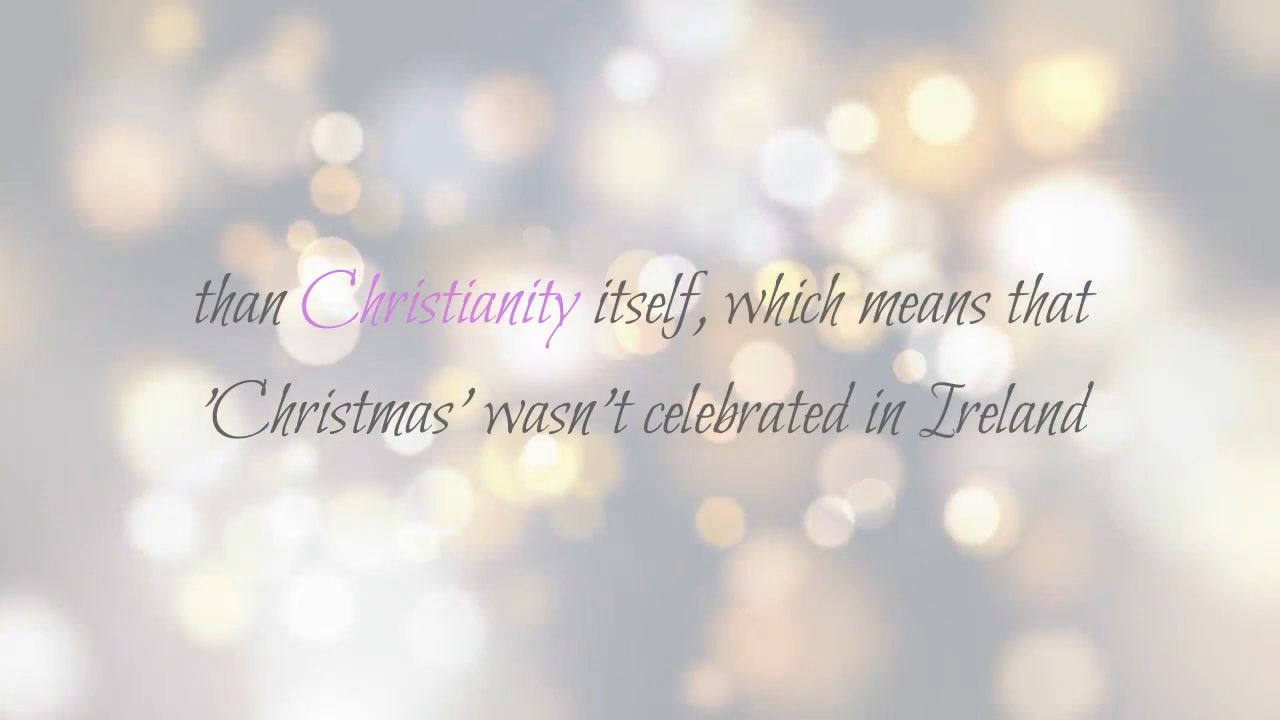 than Christianity itself, which means that
'Christmas' wasn't celebrated in Ireland